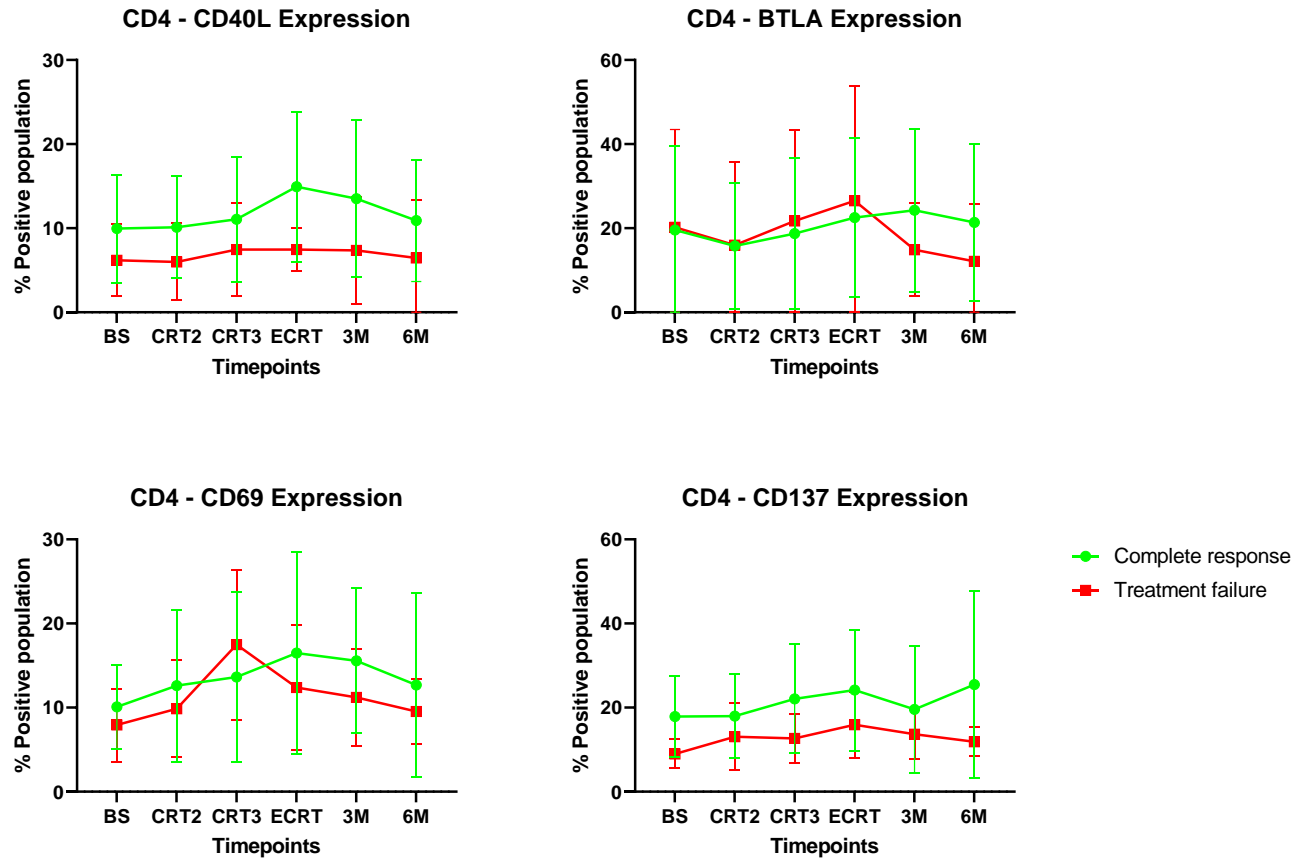 CD4 - CD40L Expression
% Positive population
30
20
10
0
BS CRT2 CRT3 ECRT 3M 6M
Timepoints
CD4 - BTLA Expression
% Positive population
60
40
20
0
BS CRT2 CRT3 ECRT 3M 6M
Timepoints
CD4 - CD69 Expression
% Positive population
30
20
10
0
BS CRT2 CRT3 ECRT 3M 6M
Timepoints
CD4 - CD137 Expression
% Positive population
60
40
20
0
BS CRT2 CRT3 ECRT 3M 6M
Timepoints
Complete response
Treatment failure